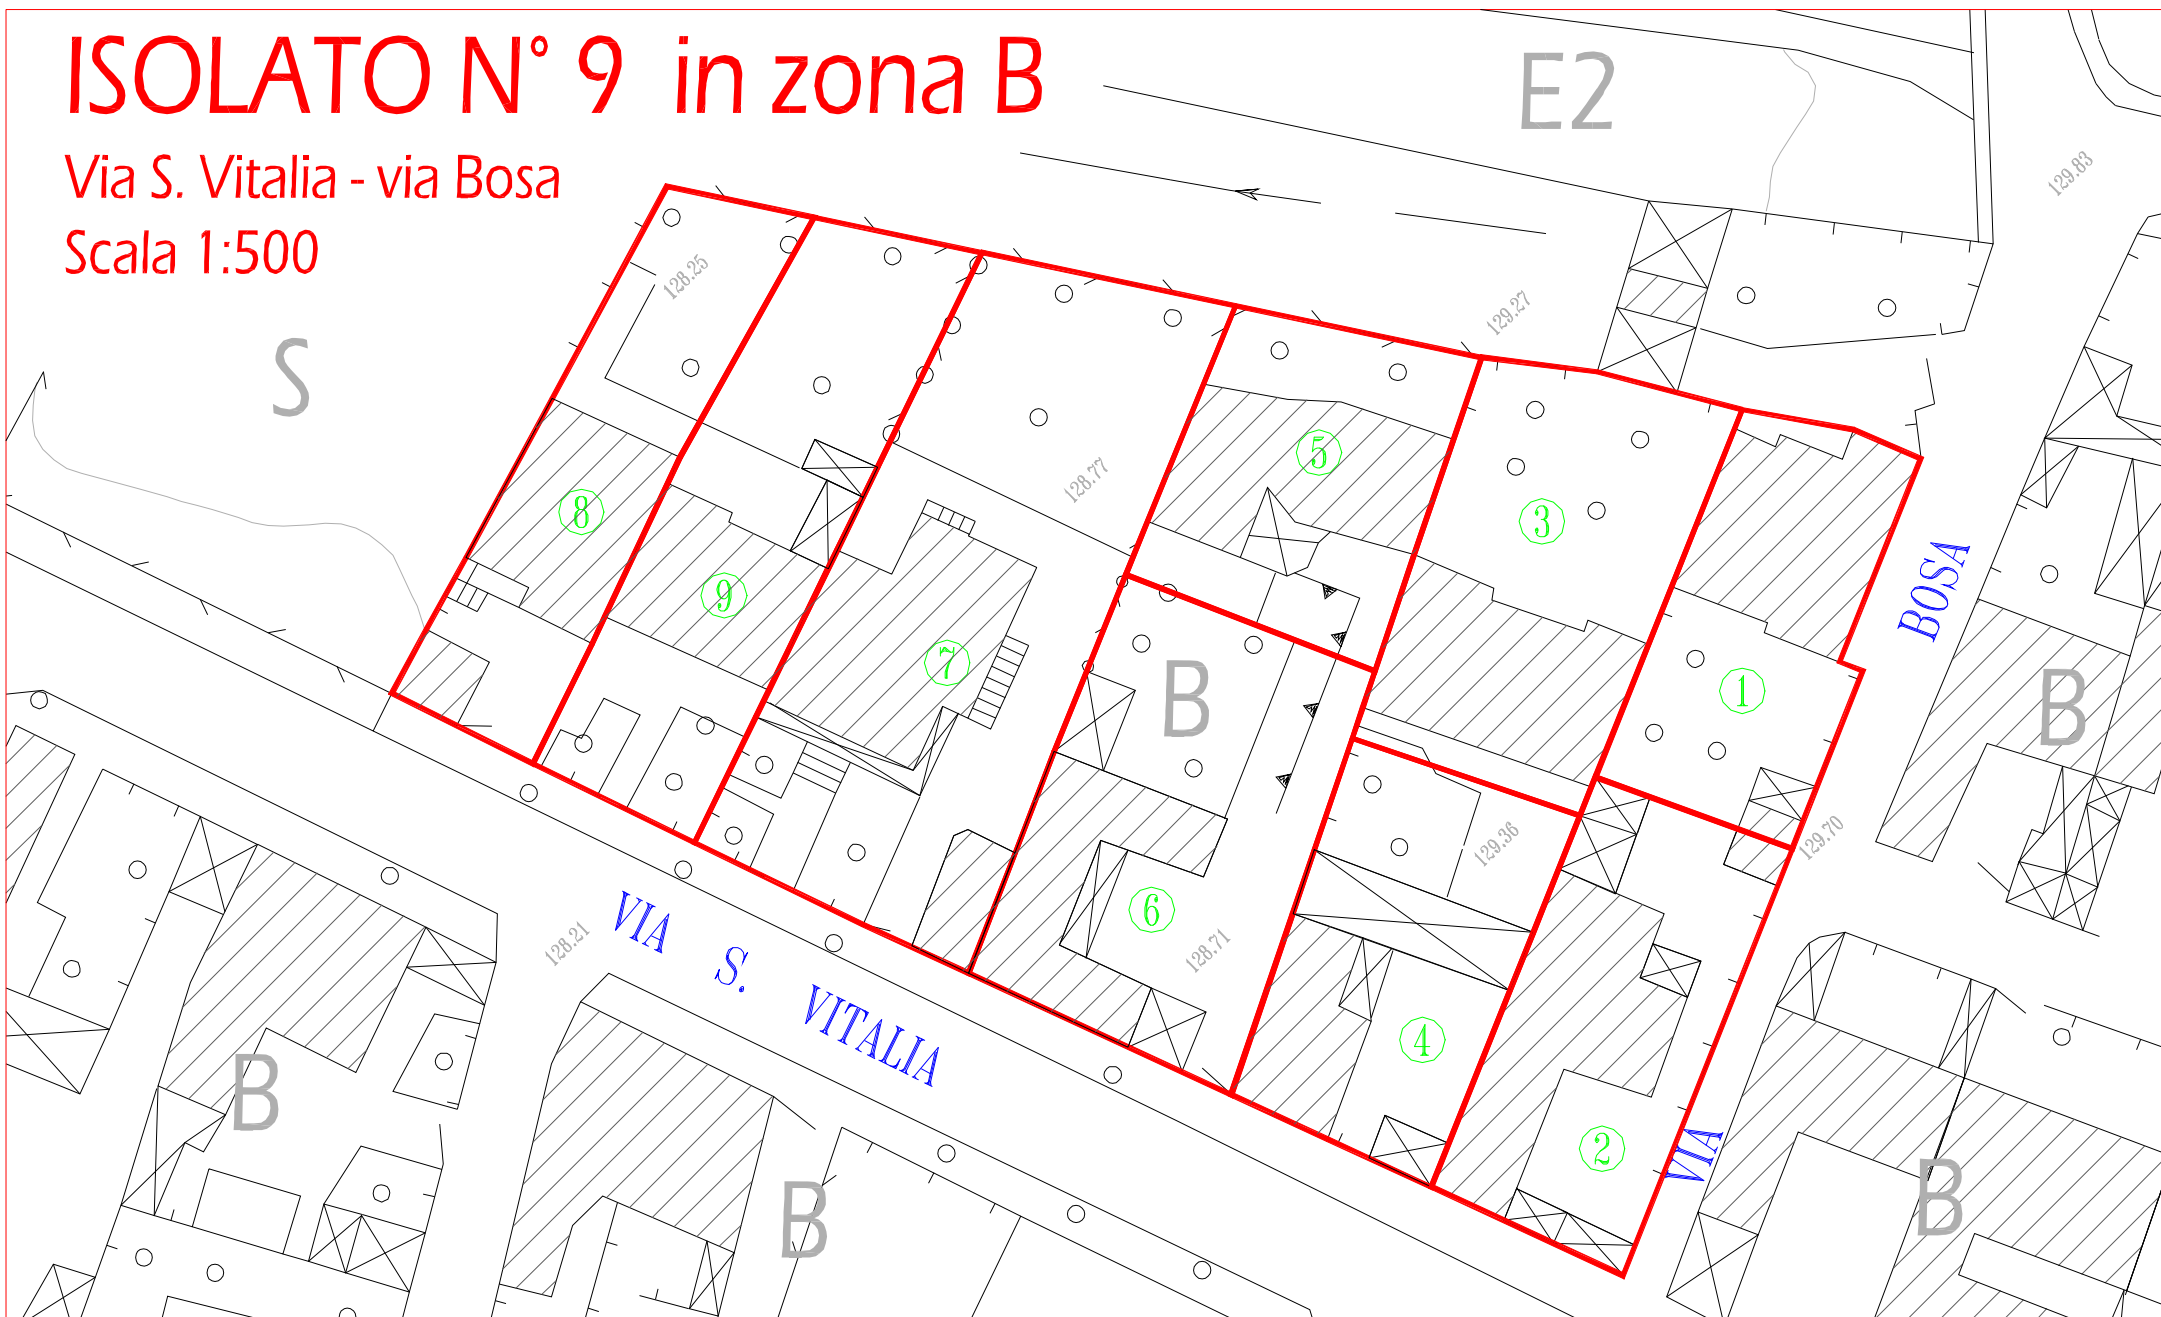 ISOLATO N° 9 in zona B
Via S. Vitalia - via Bosa
Scala 1:500
E2
129.83
128.25
129.27
S
5
128.77
8
3
9
BOSA
7
1
B
B
129.36
129.70
6
VIA S. VITALIA
128.21
128.71
4
B
2
VIA
B
B